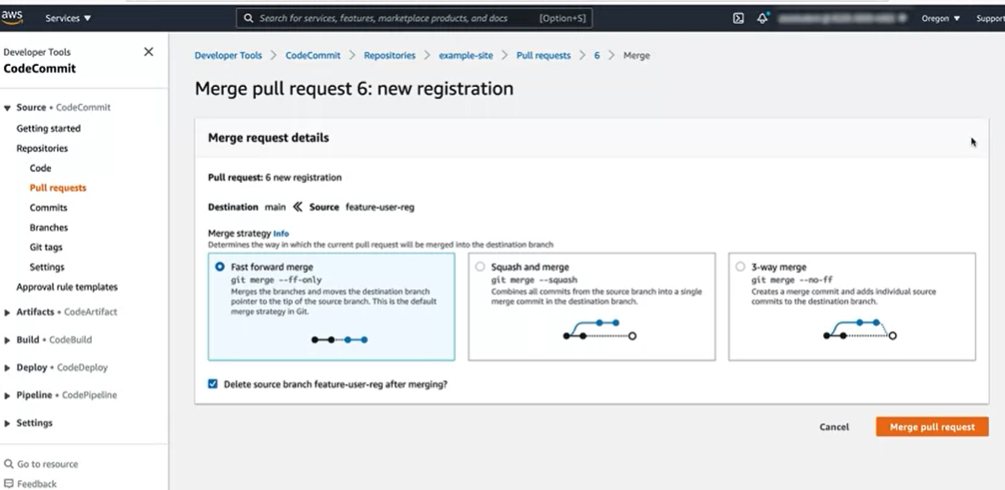 aws Services ▼ Search for services, features, marketplace products, and docs [Option+S] Oregon ▼ Support
Developer Tools
CodeCommit
Source • CodeCommit
Getting started
Repositories
Code
Pull requests
Commits
Branches
Git tags
Settings
Approval rule templates
Artifacts • CodeArtifact
Build • CodeBuild
Deploy • CodeDeploy
Pipeline • CodePipeline
Settings
Go to resource
Feedback
Developer Tools > CodeCommit > Repositories > example-site > Pull requests > 6 > Merge
Merge pull request 6: new registration
Merge request details
Pull request: 6 new registration
Destination main « Source feature-user-reg
Merge strategy Info
Determines the way in which the current pull request will be merged into the destination branch
Fast forward merge
git merge --ff-only
Merges the branches and moves the destination branch
pointer to the tip of the source branch. This is the default
merge strategy in Git.
Squash and merge
git merge --squash
Combines all commits from the source branch into a single
merge commit in the destination branch.
3-way merge
git merge --no-ff
Creates a merge commit and adds individual source
commits to the destination branch.
Delete source branch feature-user-reg after merging?
Cancel Merge pull request